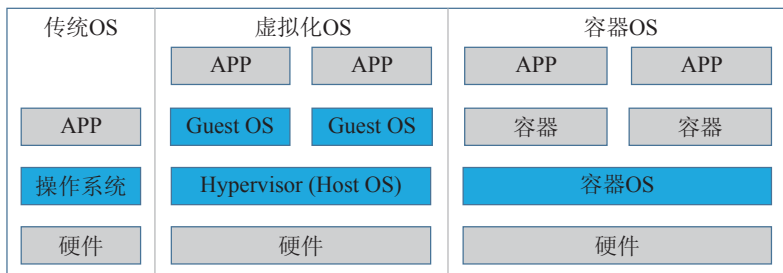 传统OS
APP
操作系统
硬件
虚拟化OS
APP APP
Guest OS Guest OS
Hypervisor (Host OS)
硬件
容器OS
APP APP
容器 容器
容器OS
硬件